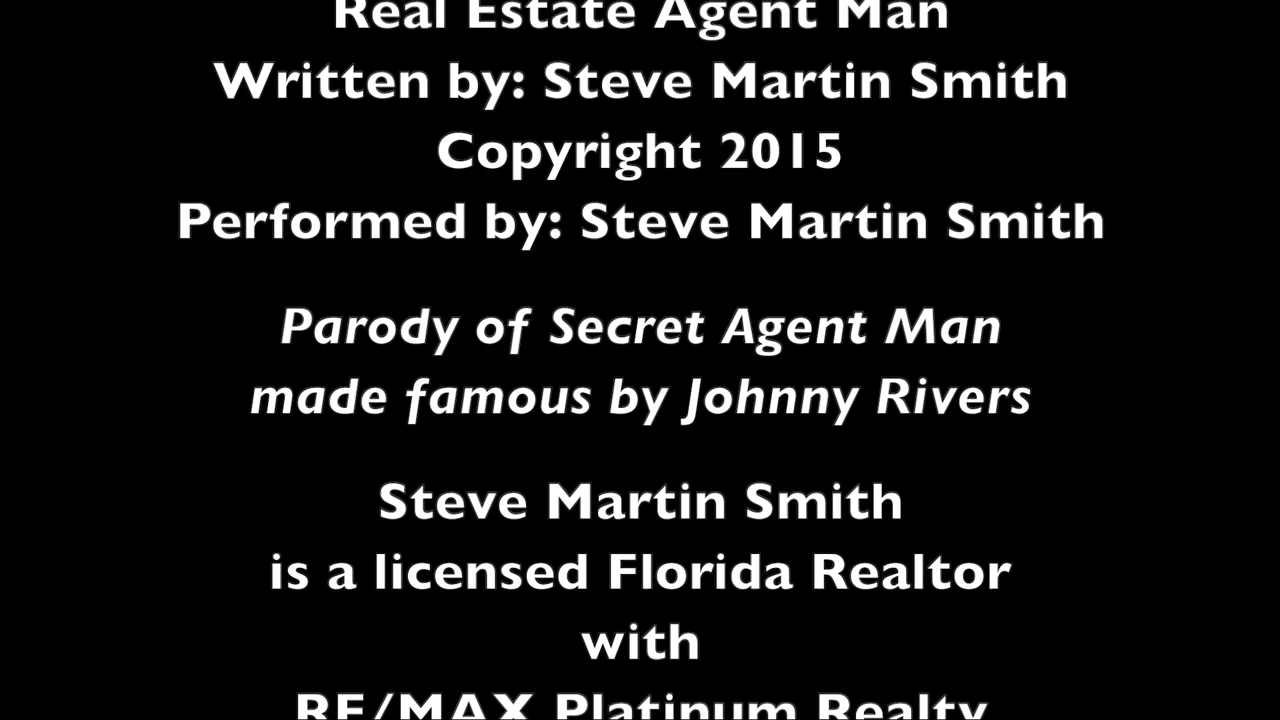 Real Estate Agent Man
Written by: Steve Martin Smith
Copyright 2015
Performed by: Steve Martin Smith
Parody of Secret Agent Man
made famous by Johnny Rivers
Steve Martin Smith
is a licensed Florida Realtor
with
RE/MAX Platinum Realty